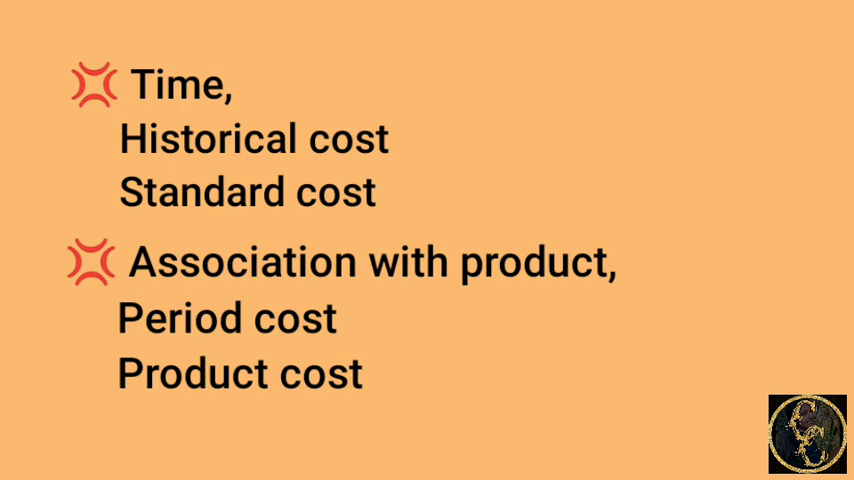 💢 Time,
Historical cost
Standard cost
💢 Association with product,
Period cost
Product cost